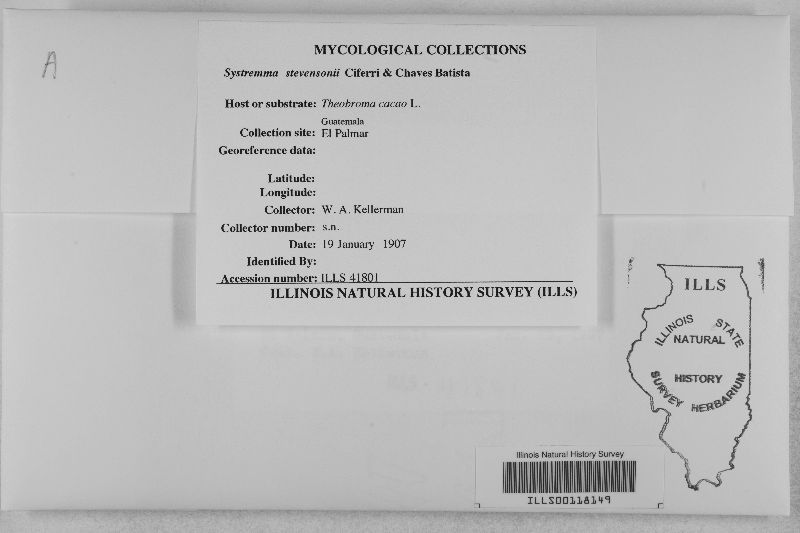 A
MYCOLOGICAL COLLECTIONS
Systremma stevensonii Ciferri & Chaves Batista
Host or substrate: Theobroma cacao L.
Guatemala
Collection site: El Palmar
Georeference data:
Latitude:
Longitude:
Collector: W. A. Kellerman
Collector number: s.n.
Date: 19 January 1907
Identified By:
Accession number: ILLS 41801
ILLINOIS NATURAL HISTORY SURVEY (ILLS)
ILLS
ILLINOIS STATE
NATURAL
HISTORY
SURVEY HERBARIUM
Illinois Natural History Survey
ILLS00118149